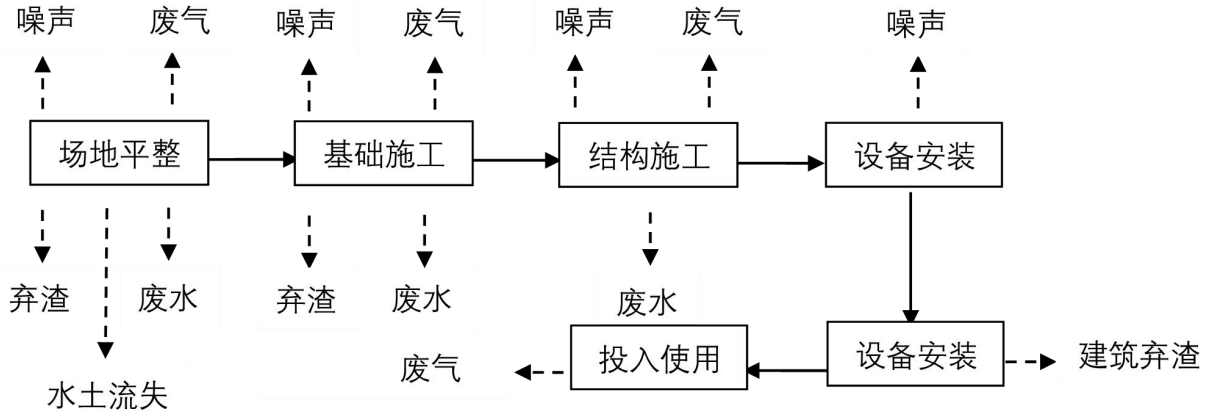 噪声 废气 噪声 废气 噪声 废气 噪声
场地平整 基础施工 结构施工 设备安装
弃渣 废水 弃渣 废水 废水
废气 投入使用 设备安装 建筑弃渣
水土流失